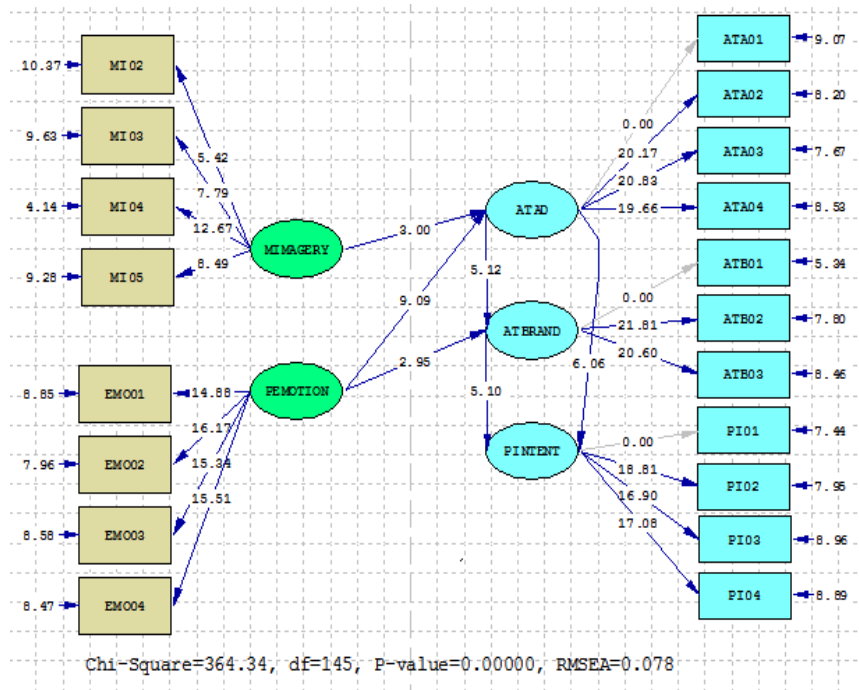 10.37 MI02
9.63 MI03
4.14 MI04
9.28 MI05
8.85 EMO01
7.96 EMO02
8.58 EMO03
8.47 EMO04
5.42
7.79
12.67
8.49
MIMAGERY
14.88
16.17
15.34
15.51
PEMOTION
3.00
9.09
2.95
ATAD
5.12
ATBRAND
5.10
6.06
PINTENT
0.00
20.17
20.83
19.66
0.00
21.81
20.60
0.00
18.81
16.90
17.08
ATA01 9.07
ATA02 8.20
ATA03 7.67
ATA04 8.53
ATB01 5.34
ATB02 7.80
ATB03 8.46
PI01 7.44
PI02 7.95
PI03 8.96
PI04 8.89
Chi-Square=364.34, df=145, P-value=0.00000, RMSEA=0.078